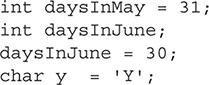 int daysInMay = 31;
int daysInJune;
daysInJune = 30;
char y  = 'Y';